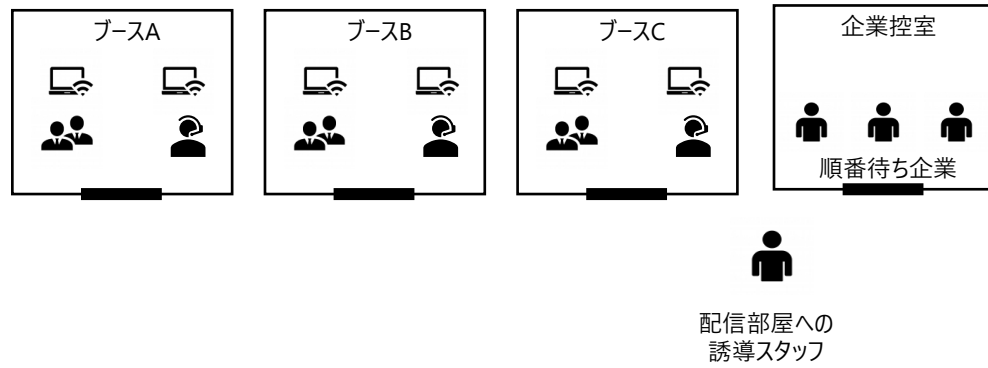 ブースA
ブースB
ブースC
企業控室
順番待ち企業
配信部屋への
誘導スタッフ